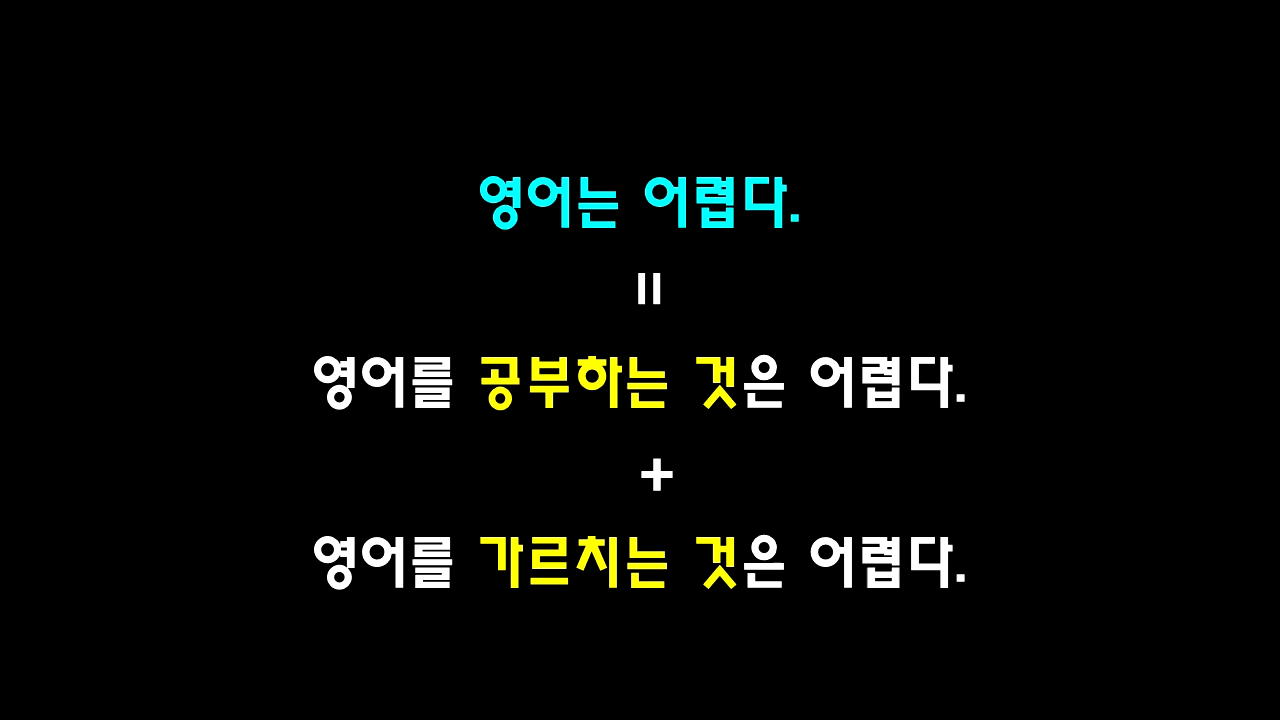 영어는 어렵다.
=
영어를 공부하는 것은 어렵다.
+
영어를 가르치는 것은 어렵다.